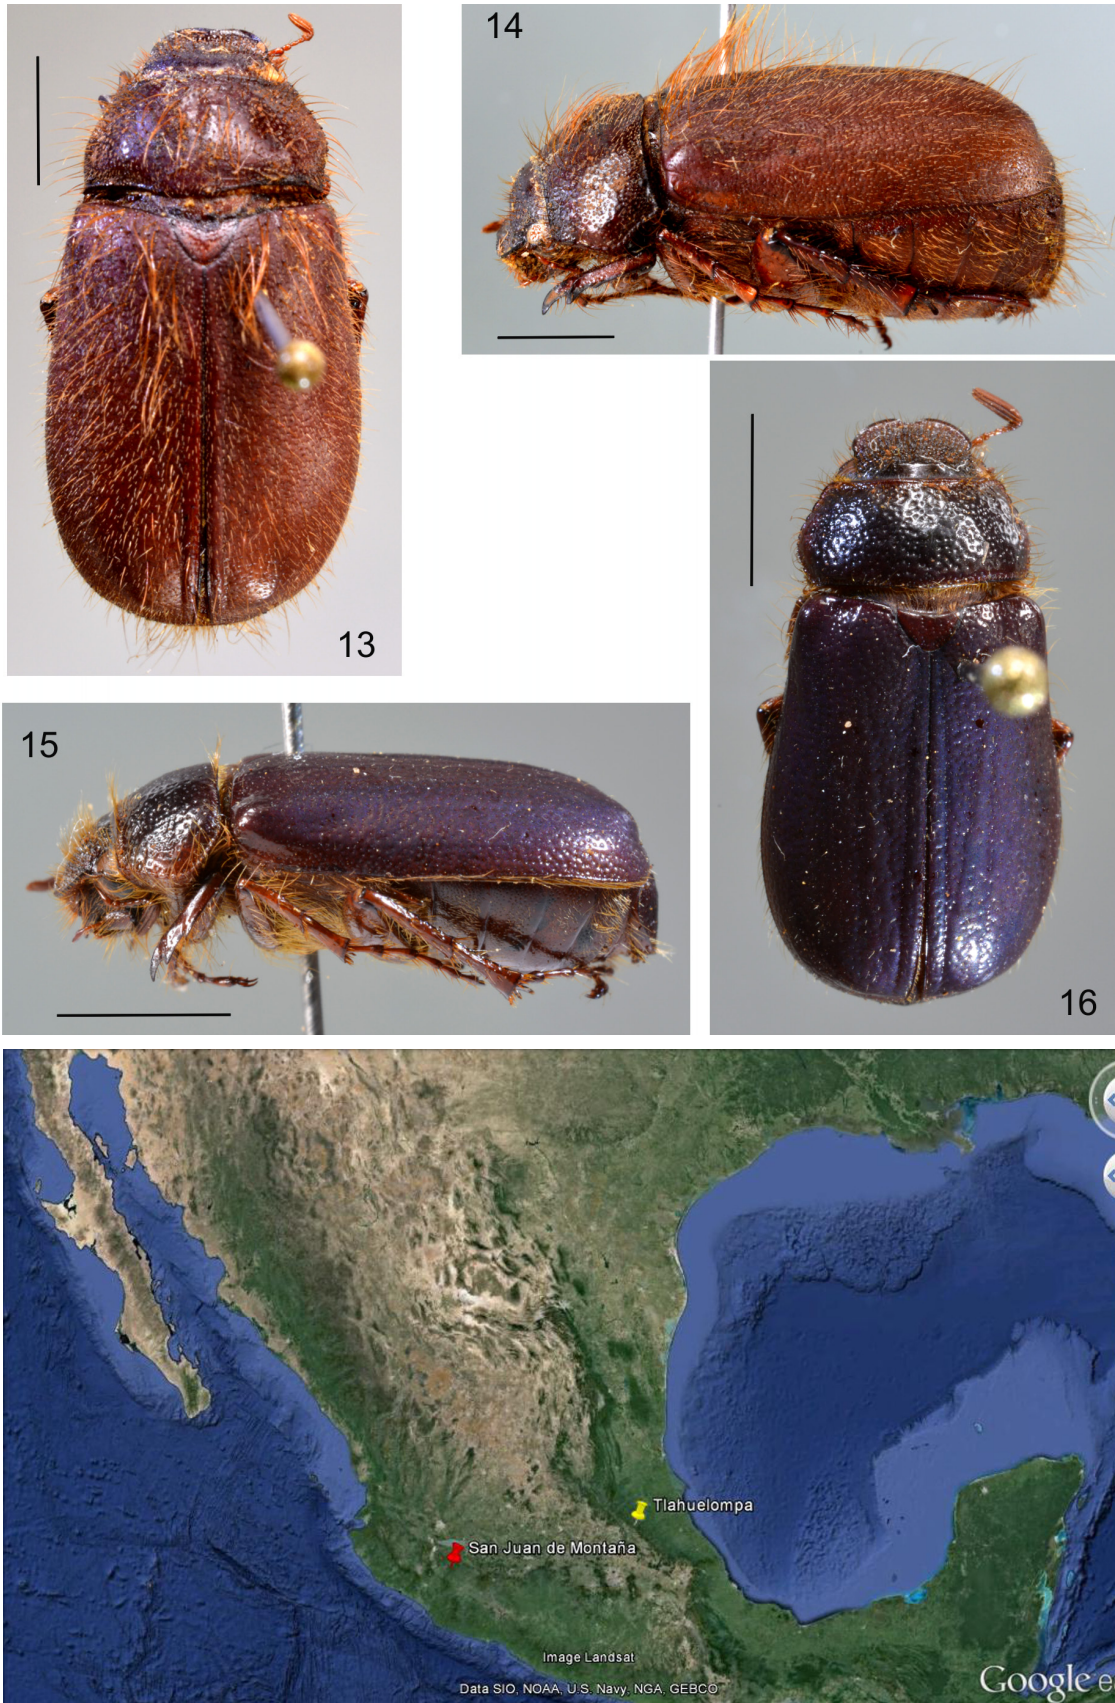 14
13
15
16
Tlahuelompa
San Juan de Montaña
Image Landsat
Data SIO, NOAA, U.S. Navy, NGA, GEBCO
Google e